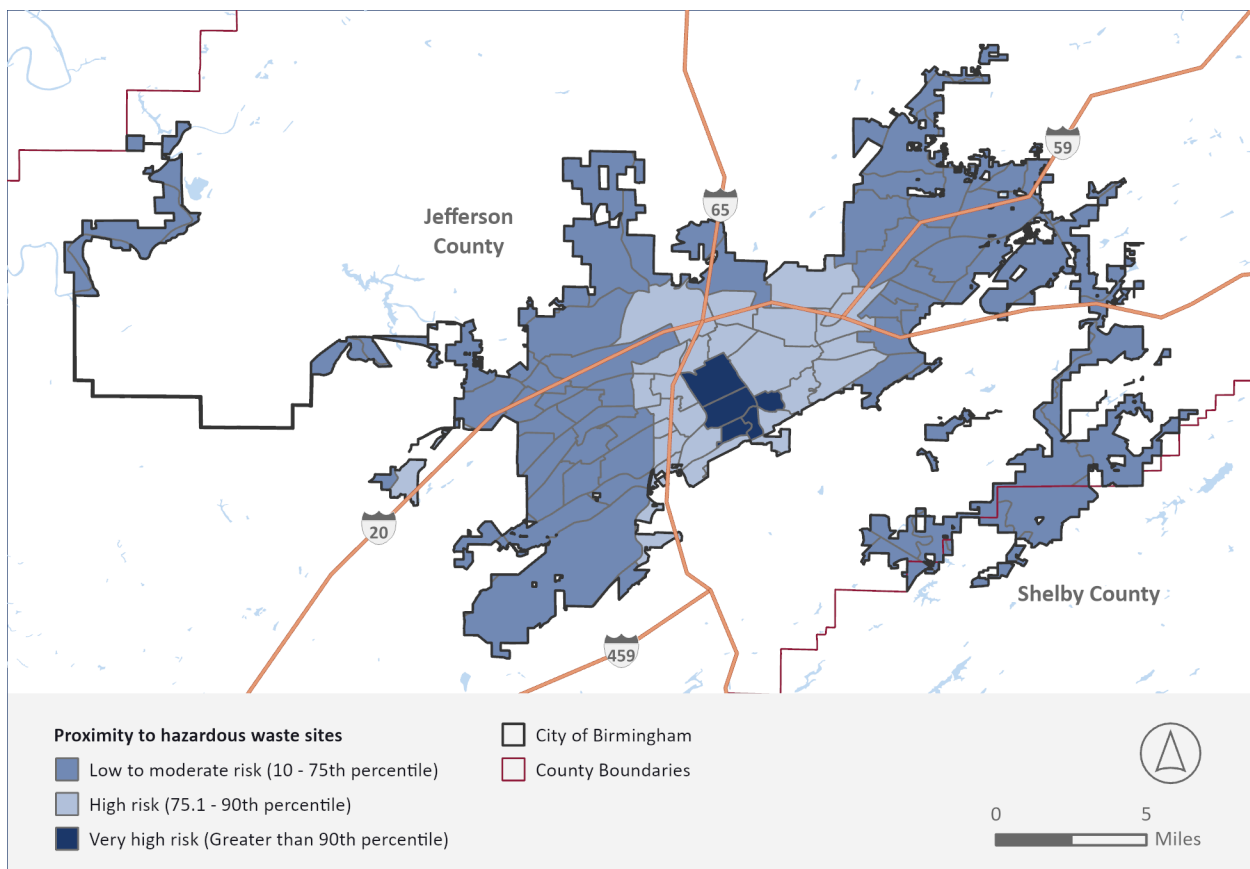 59
65
Jefferson
County
20
Shelby County
459
Proximity to hazardous waste sites
Low to moderate risk (10 - 75th percentile)
High risk (75.1 - 90th percentile)
Very high risk (Greater than 90th percentile)
City of Birmingham
County Boundaries
0 5
Miles